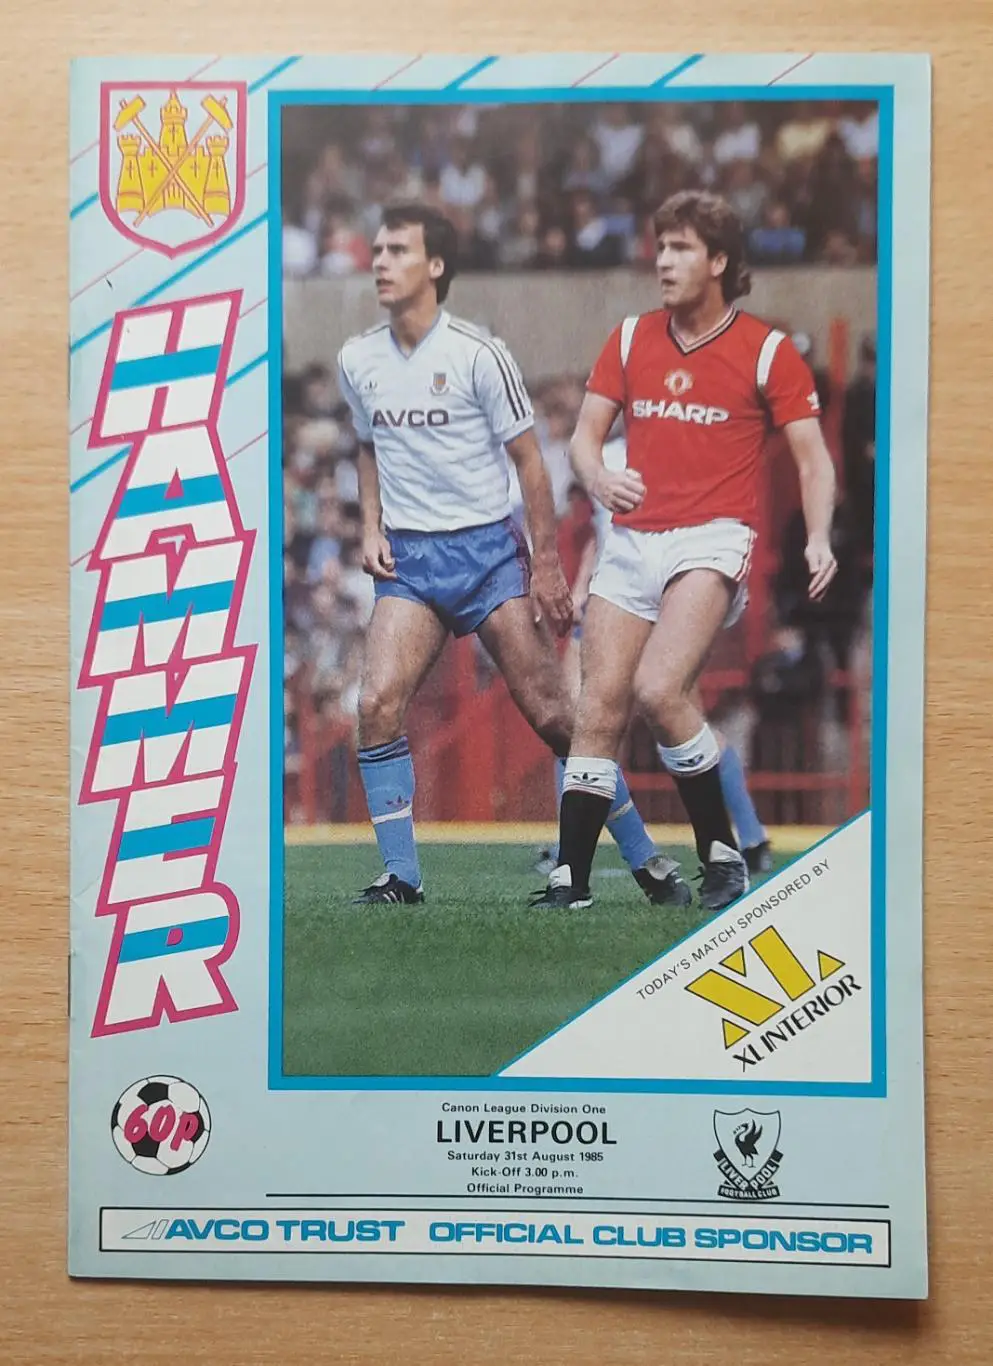 HAMMER
AVCO
SHARP
TODAY'S MATCH SPONSORED BY
XL
XL INTERIOR
60p
Canon League Division One
LIVERPOOL
Saturday 31st August 1985
Kick-Off 3.00 p.m.
Official Programme
LIVERPOOL
FOOTBALL CLUB
AVCO TRUST OFFICIAL CLUB SPONSOR